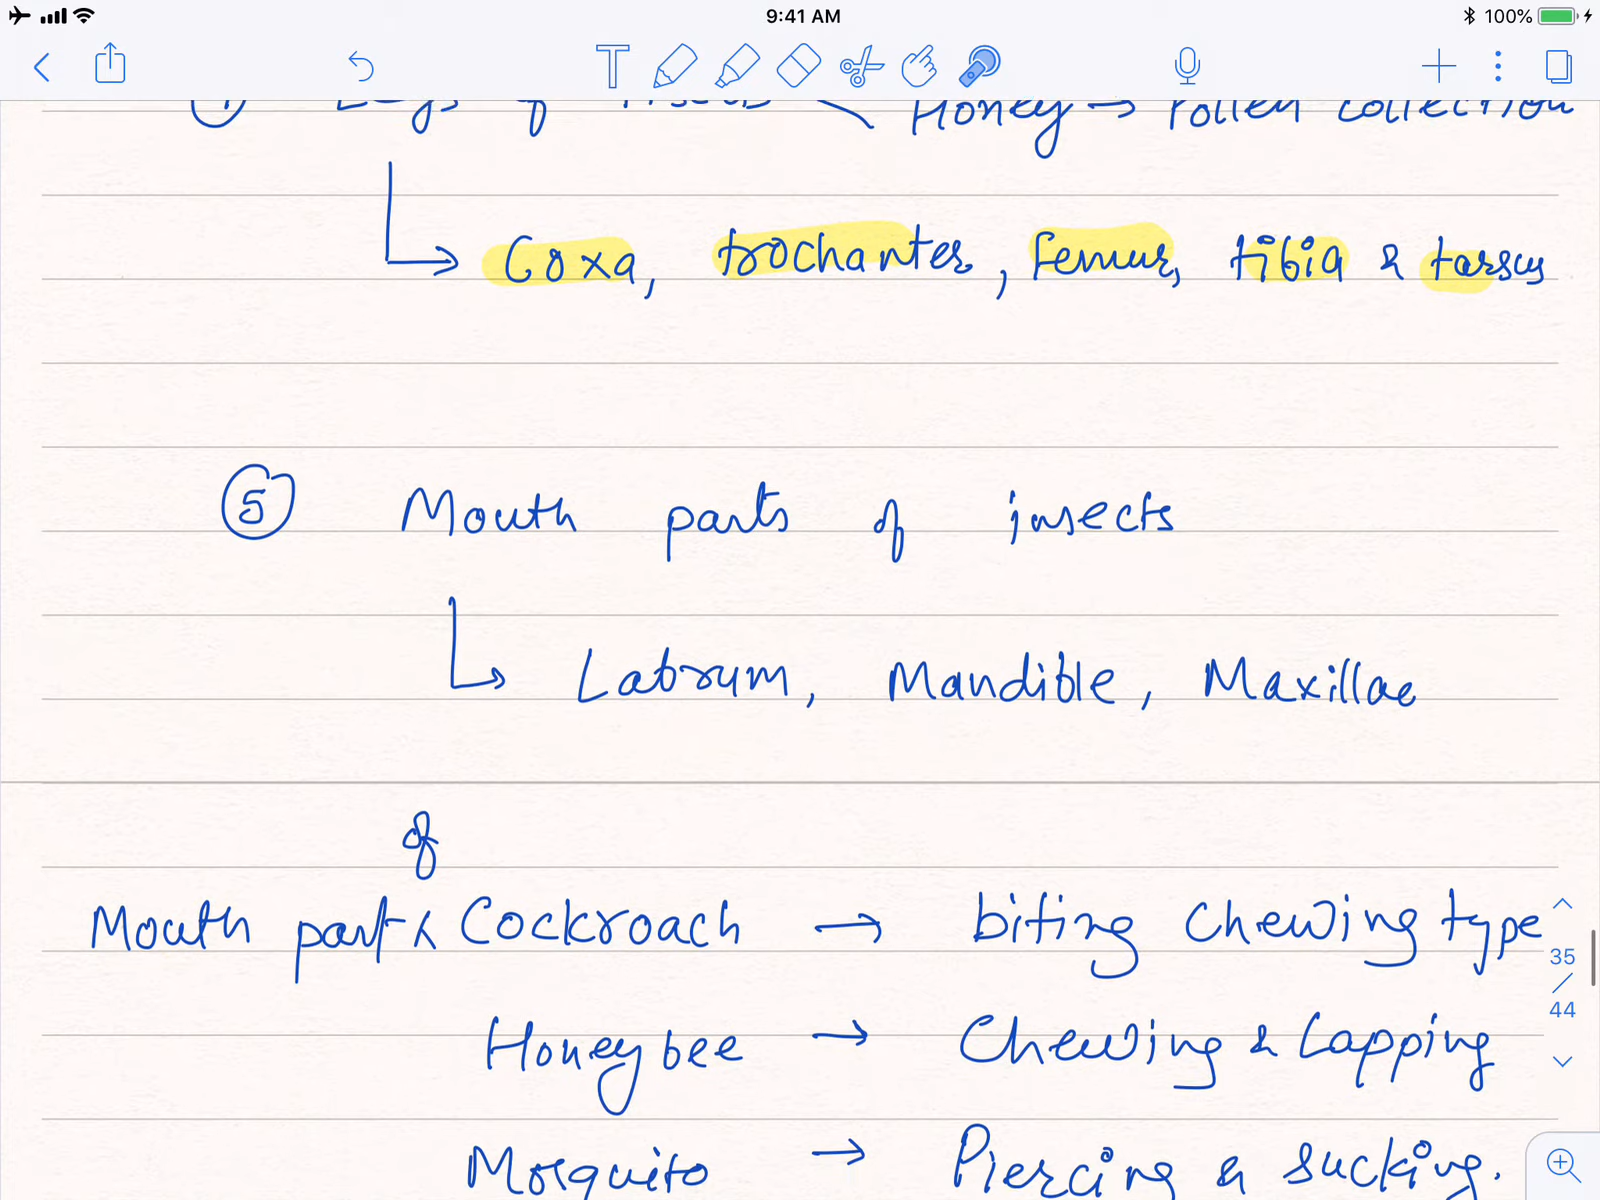 9:41 AM
100%
T
Honey → Pollen collection
↳ Coxa, trochanter, Femur, tibia & tarsus
⑤ Mouth parts of insects
↳ Labrum, Mandible, Maxillae
of
Mouth part Cockroach → biting Chewing type
Honey bee → Chewing & Lapping
Mosquito → Piercing & sucking.
35
/
44